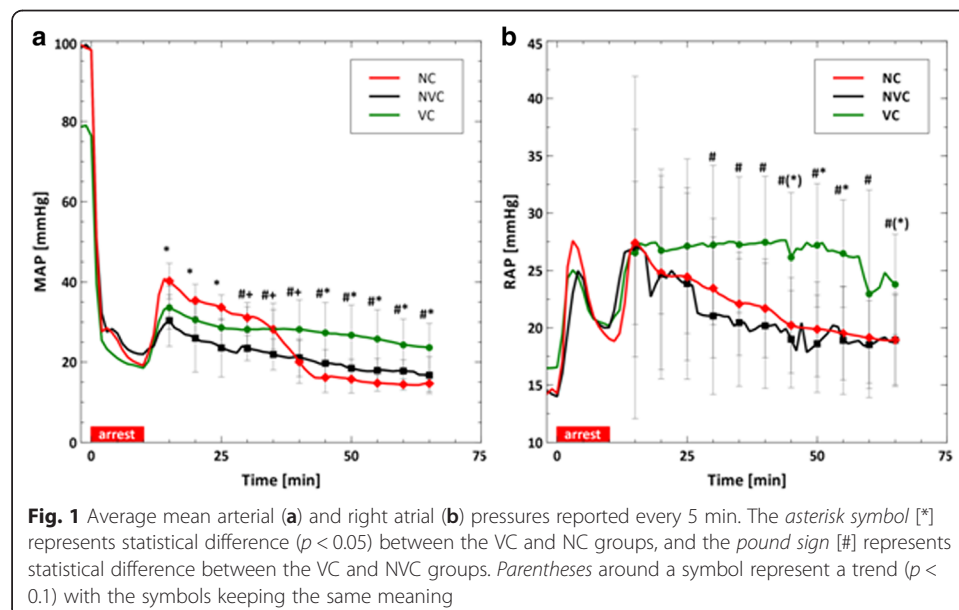 a
b
100
80
60
40
20
0
MAP [mmHg]
NC
NVC
VC
* * * #+ #+ #+ #* #* #* #* #*
arrest
0 25 50 75
Time [min]
45
40
35
30
25
20
15
10
RAP [mmHg]
NC
NVC
VC
# # # #(*) #* #* # #(*)
arrest
0 25 50 75
Time [min]
Fig. 1 Average mean arterial (a) and right atrial (b) pressures reported every 5 min. The asterisk symbol [*]
represents statistical difference (p < 0.05) between the VC and NC groups, and the pound sign [#] represents
statistical difference between the VC and NVC groups. Parentheses around a symbol represent a trend (p <
0.1) with the symbols keeping the same meaning